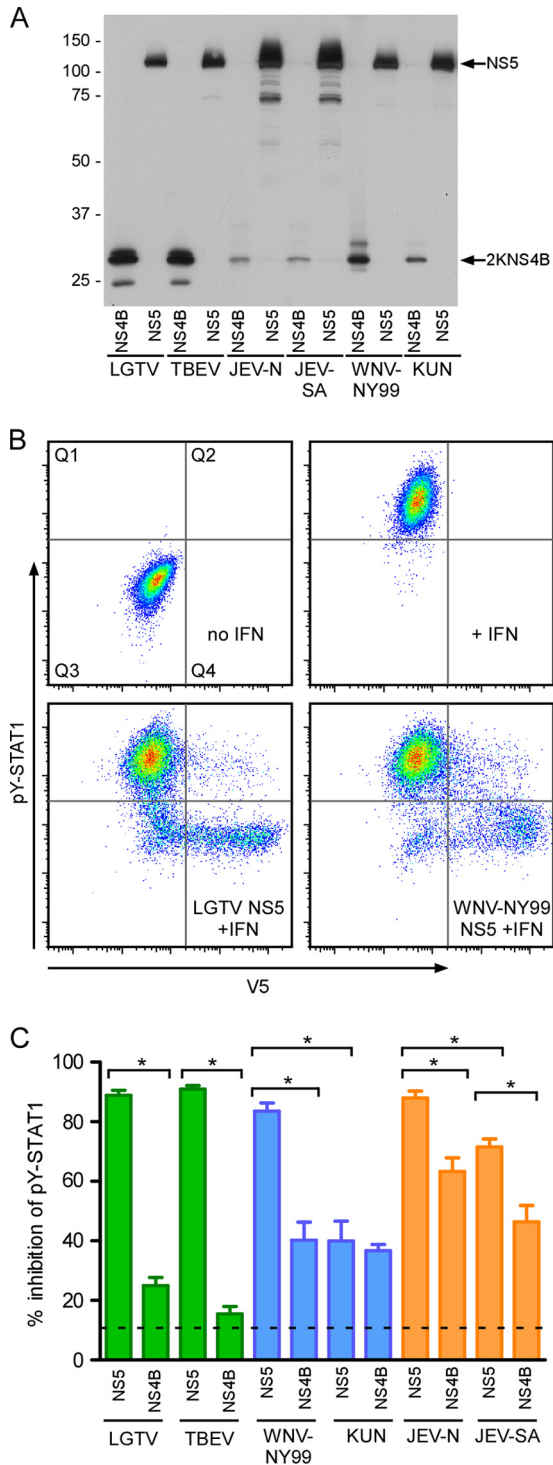 A
150 -
100 -
75 -
50 -
37 -
25 -
NS5
2KNS4B
NS4B NS5 NS4B NS5 NS4B NS5 NS4B NS5 NS4B NS5 NS4B NS5
LGTV TBEV JEV-N JEV-SA WNV-NY99 KUN
B
Q1 Q2
no IFN
Q3 Q4
+ IFN
pY-STAT1
LGTV NS5
+IFN
WNV-NY99
NS5 +IFN
V5
C
% inhibition of pY-STAT1
100
80
60
40
20
0
* * * * * * *
NS5 NS4B NS5 NS4B NS5 NS4B NS5 NS4B NS5 NS4B NS5 NS4B
LGTV TBEV WNV-NY99 KUN JEV-N JEV-SA